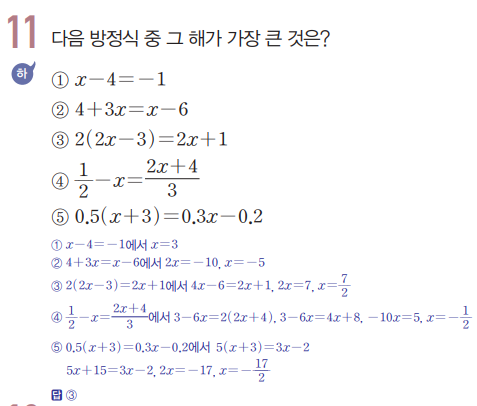 11 다음 방정식 중 그 해가 가장 큰 것은?
하
① x-4=-1
② 4+3x=x-6
③ 2(2x-3)=2x+1
④ 1/2-x=(2x+4)/3
⑤ 0.5(x+3)=0.3x-0.2
① x-4=-1에서 x=3
② 4+3x=x-6에서 2x=-10, x=-5
③ 2(2x-3)=2x+1에서 4x-6=2x+1, 2x=7, x=7/2
④ 1/2-x=(2x+4)/3에서 3-6x=2(2x+4), 3-6x=4x+8, -10x=5, x=-1/2
⑤ 0.5(x+3)=0.3x-0.2에서 5(x+3)=3x-2
5x+15=3x-2, 2x=-17, x=-17/2
답 ③